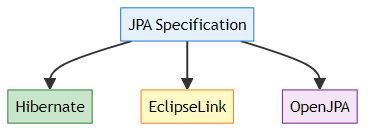 JPA Specification
Hibernate
EclipseLink
OpenJPA